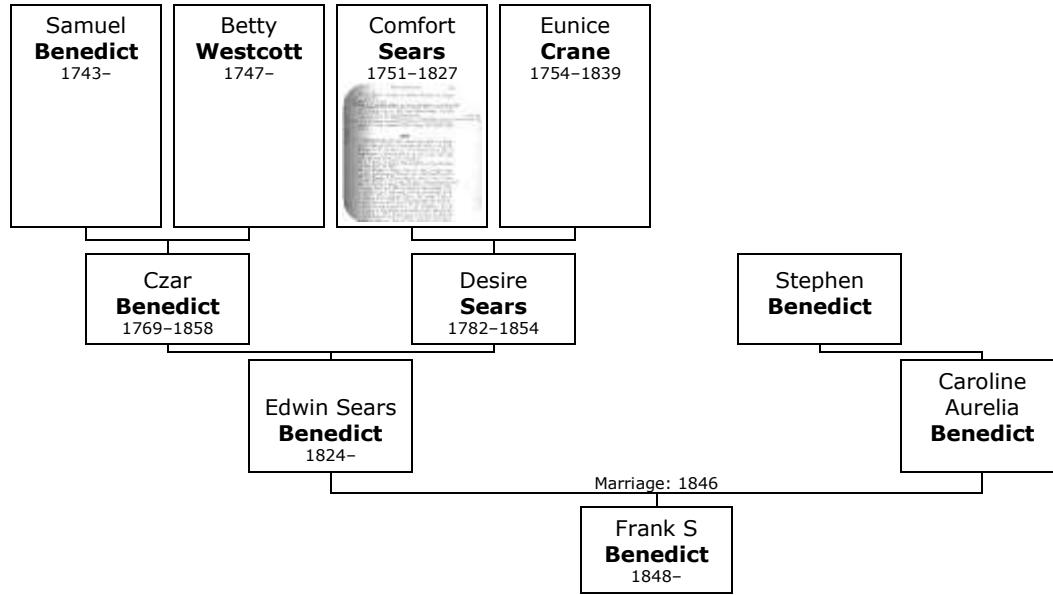 Samuel
Benedict
1743–
Betty
Westcott
1747–
Comfort
Sears
1751–1827
Eunice
Crane
1754–1839
Czar
Benedict
1769–1858
Desire
Sears
1782–1854
Stephen
Benedict
Edwin Sears
Benedict
1824–
Caroline
Aurelia
Benedict
Marriage: 1846
Frank S
Benedict
1848–